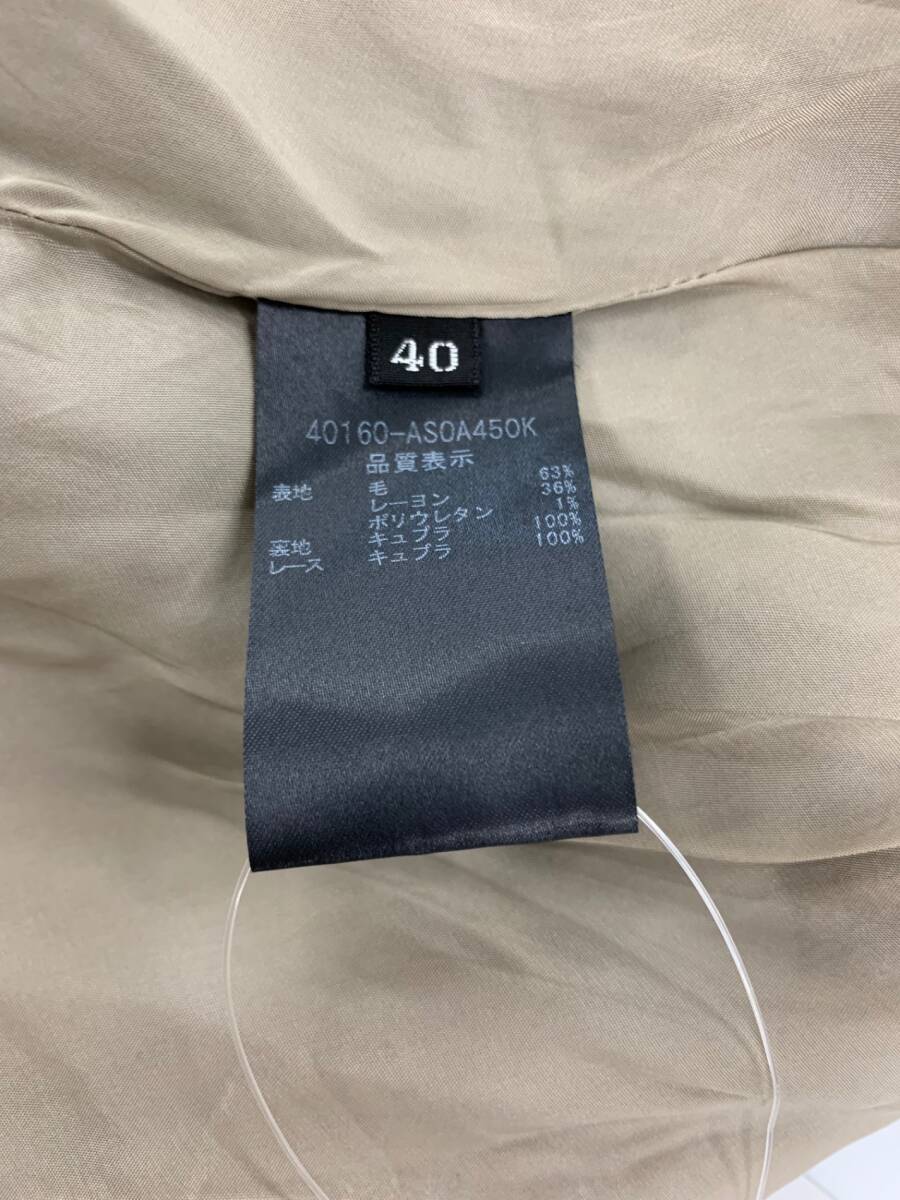 40
40160-AS0A450K
品質表示
表地 毛 63%
レーヨン 36%
ポリウレタン 1%
裏地 キュプラ 100%
レース キュプラ 100%